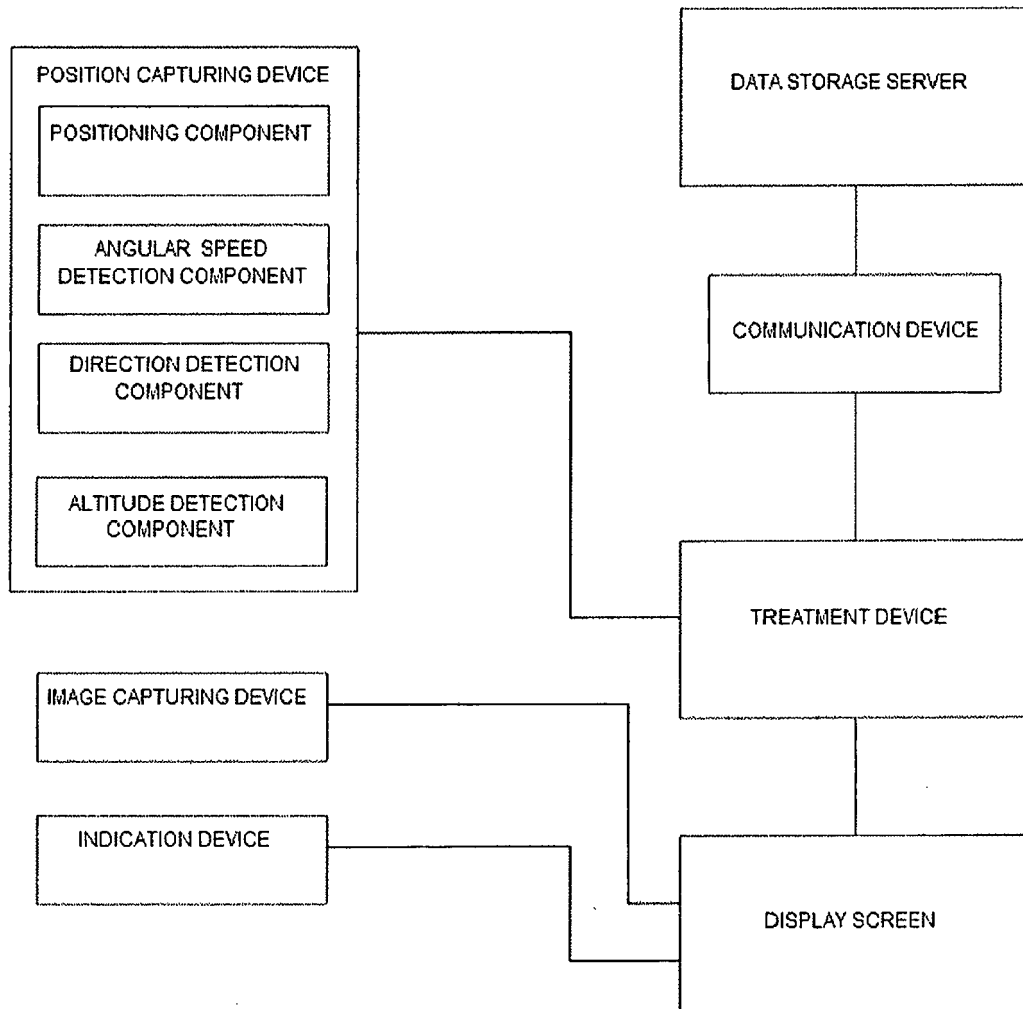 POSITION CAPTURING DEVICE
POSITIONING COMPONENT
ANGULAR SPEED
DETECTION COMPONENT
DIRECTION DETECTION
COMPONENT
ALTITUDE DETECTION
COMPONENT
IMAGE CAPTURING DEVICE
INDICATION DEVICE
DATA STORAGE SERVER
COMMUNICATION DEVICE
TREATMENT DEVICE
DISPLAY SCREEN